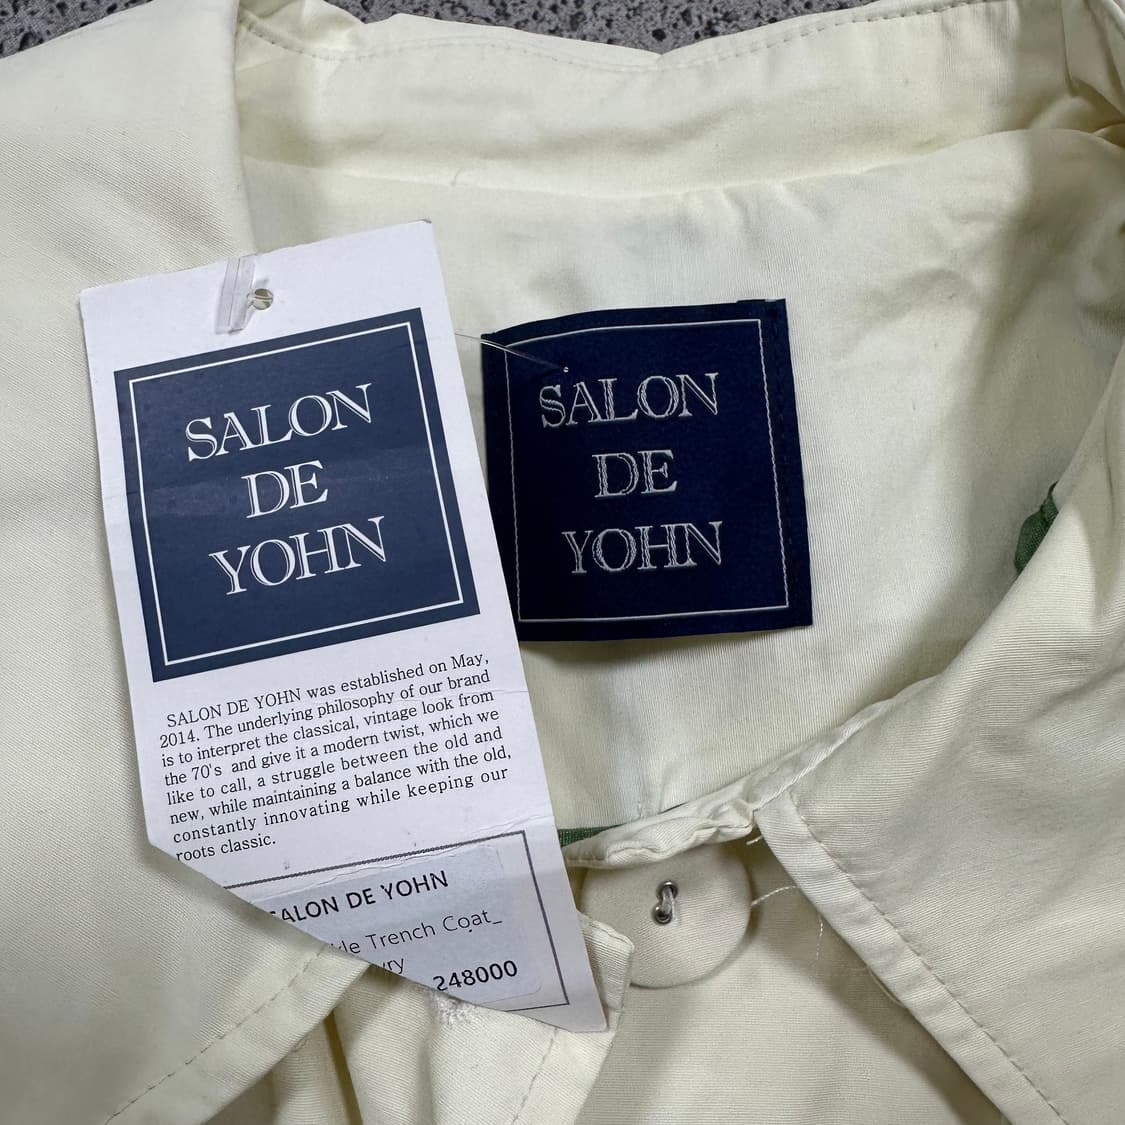 SALON
DE
YOHN
SALON DE YOHN was established on May,
2014. The underlying philosophy of our brand
is to interpret the classical, vintage look from
the 70's and give it a modern twist, which we
like to call, a struggle between the old and
new, while maintaining a balance with the old,
constantly innovating while keeping our
roots classic.
SALON DE YOHN
Trench Coat_
248000
SALON
DE
YOHN